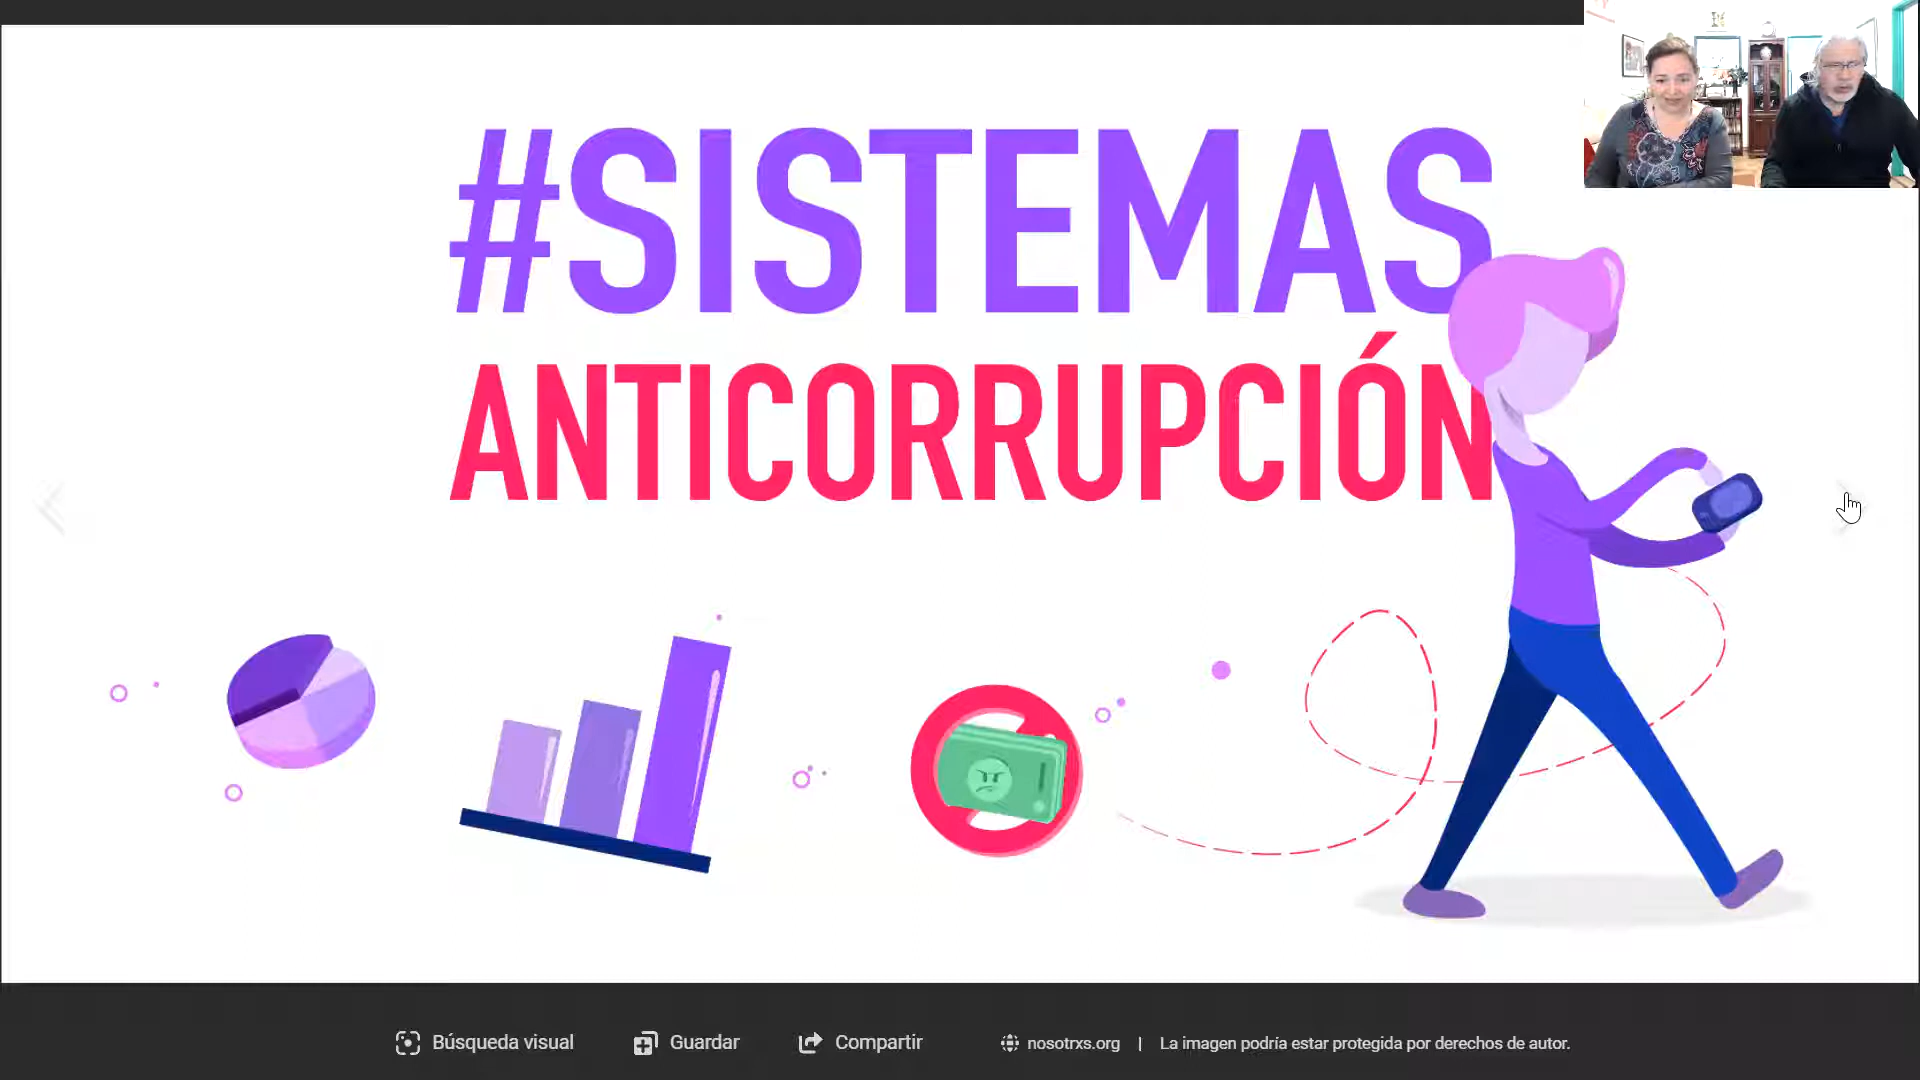 #SISTEMAS
ANTICORRUPCIÓN
Búsqueda visual Guardar Compartir nosotrxs.org | La imagen podría estar protegida por derechos de autor.